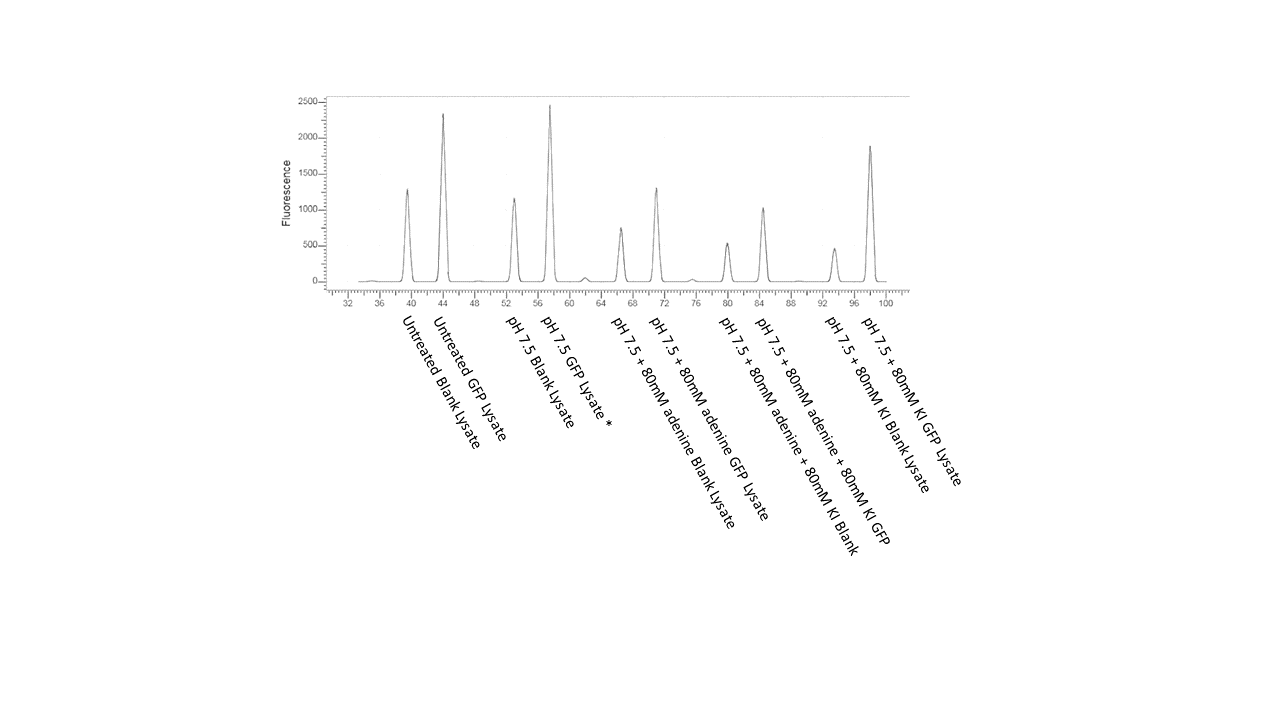 2500
2000
1500
1000
500
0
Fluorescence
32 36 40 44 48 52 56 60 64 68 72 76 80 84 88 92 96 100
Untreated Blank Lysate
Untreated GFP Lysate
pH 7.5 Blank Lysate
pH 7.5 GFP Lysate *
pH 7.5 + 80mM adenine Blank Lysate
pH 7.5 + 80mM adenine GFP Lysate
pH 7.5 + 80mM adenine + 80mM KI Blank
pH 7.5 + 80mM adenine + 80mM KI GFP
pH 7.5 + 80mM KI Blank Lysate
pH 7.5 + 80mM KI GFP Lysate